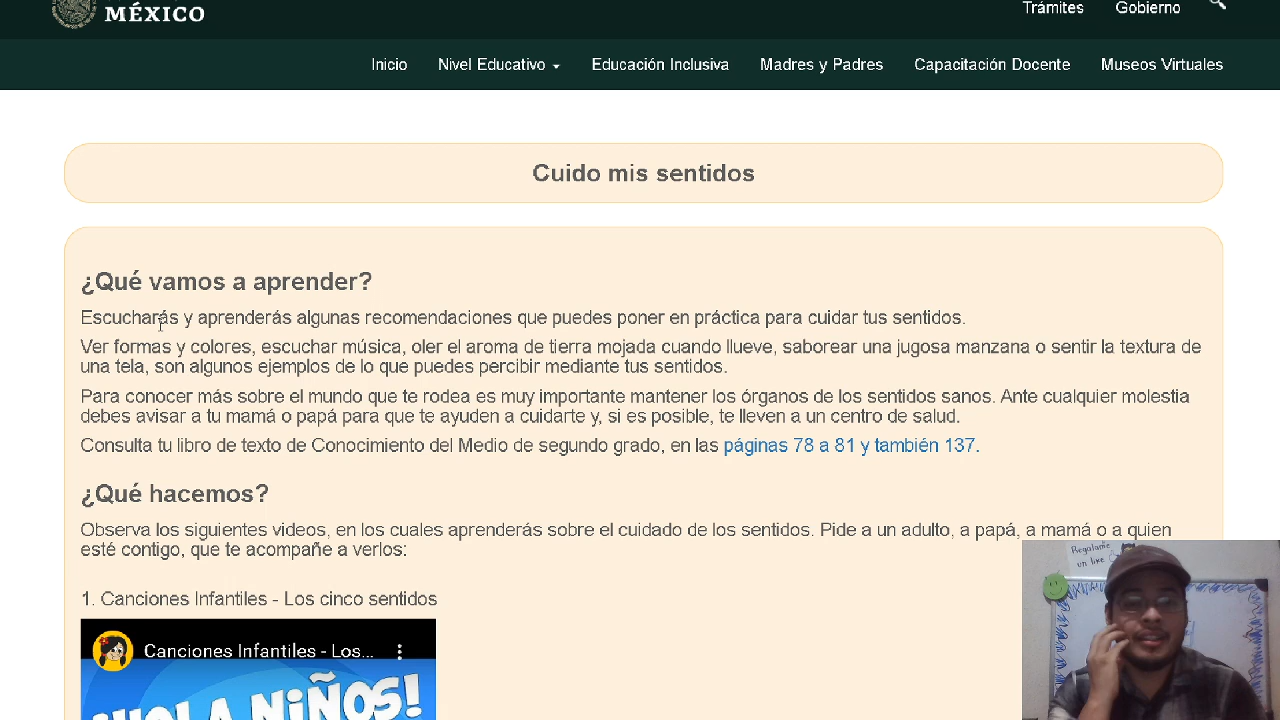 MÉXICO
Trámites Gobierno
Inicio Nivel Educativo Educación Inclusiva Madres y Padres Capacitación Docente Museos Virtuales
Cuido mis sentidos
¿Qué vamos a aprender?
Escucharás y aprenderás algunas recomendaciones que puedes poner en práctica para cuidar tus sentidos.
Ver formas y colores, escuchar música, oler el aroma de tierra mojada cuando llueve, saborear una jugosa manzana o sentir la textura de
una tela, son algunos ejemplos de lo que puedes percibir mediante tus sentidos.
Para conocer más sobre el mundo que te rodea es muy importante mantener los órganos de los sentidos sanos. Ante cualquier molestia
debes avisar a tu mamá o papá para que te ayuden a cuidarte y, si es posible, te lleven a un centro de salud.
Consulta tu libro de texto de Conocimiento del Medio de segundo grado, en las páginas 78 a 81 y también 137.
¿Qué hacemos?
Observa los siguientes videos, en los cuales aprenderás sobre el cuidado de los sentidos. Pide a un adulto, a papá, a mamá o a quien
esté contigo, que te acompañe a verlos:
Regalame
un like
1. Canciones Infantiles - Los cinco sentidos
Canciones Infantiles - Los...
¡HOLA NIÑOS!